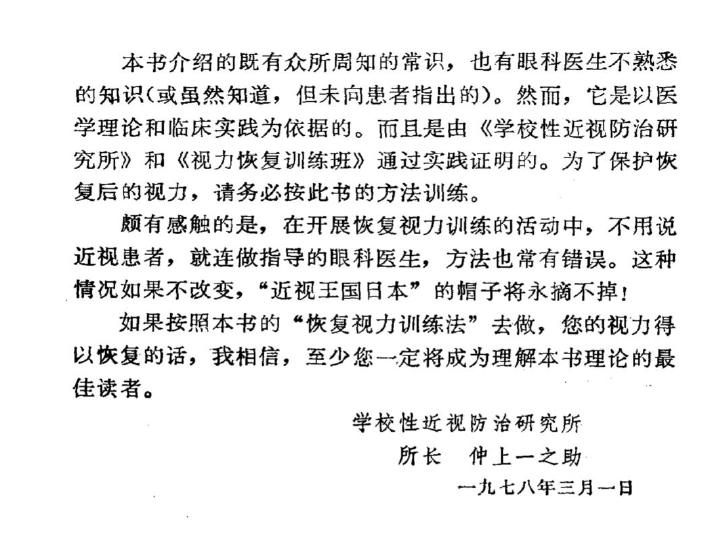 本书介绍的既有众所周知的常识，也有眼科医生不熟悉
的知识(或虽然知道，但未向患者指出的)。然而，它是以医
学理论和临床实践为依据的。而且是由《学校性近视防治研
究所》和《视力恢复训练班》通过实践证明的。为了保护恢
复后的视力，请务必按此书的方法训练。
颇有感触的是，在开展恢复视力训练的活动中，不用说
近视患者，就连做指导的眼科医生，方法也常有错误。这种
情况如果不改变，“近视王国日本”的帽子将永摘不掉！
如果按照本书的“恢复视力训练法”去做，您的视力得
以恢复的话，我相信，至少您一定将成为理解本书理论的最
佳读者。
学校性近视防治研究所
所长　仲上一之助
一九七八年三月一日